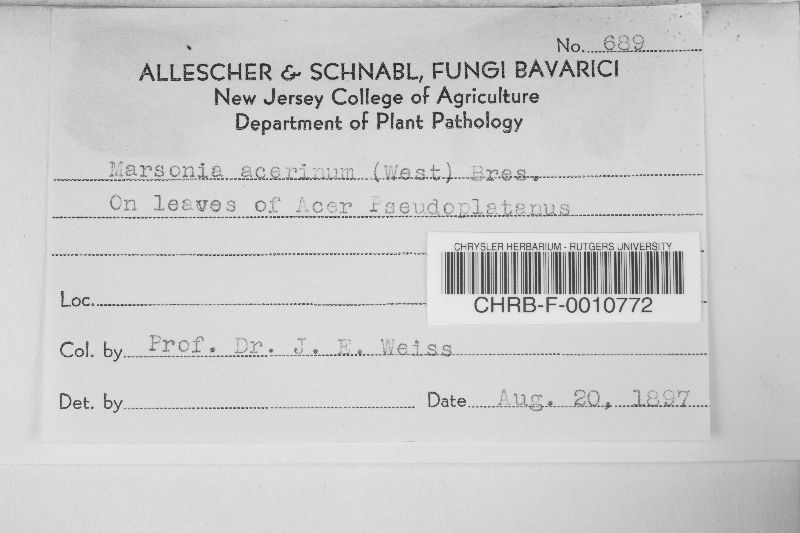 No. 689
ALLESCHER & SCHNABL, FUNGI BAVARICI
New Jersey College of Agriculture
Department of Plant Pathology
Marsonia acerinum (West) Bres.
On leaves of Acer Pseudoplatanus
CHRYSLER HERBARIUM - RUTGERS UNIVERSITY
CHRB-F-0010772
Loc.
Col. by Prof. Dr. J. E. Weiss
Det. by
Date Aug. 20, 1897